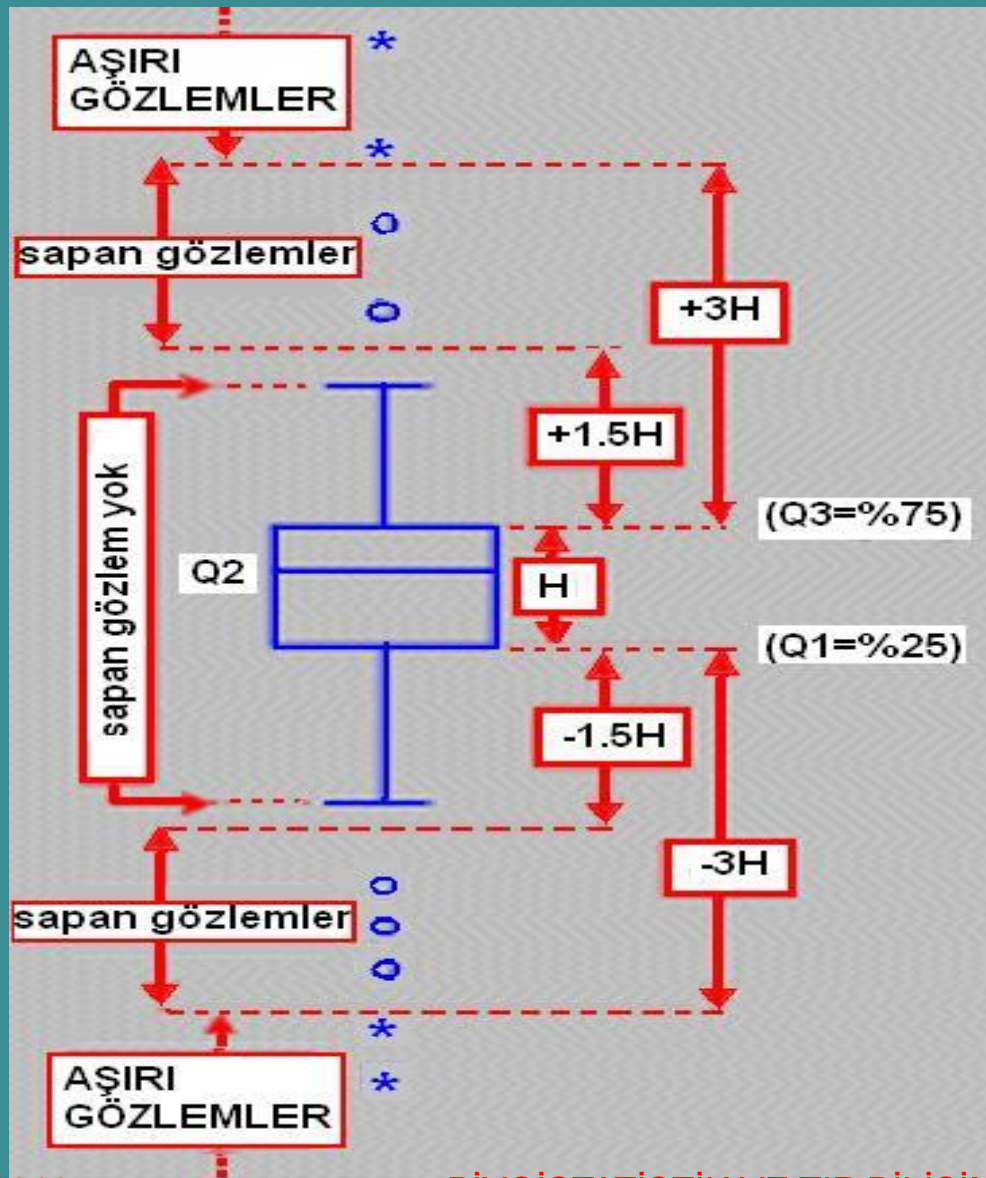 AŞIRI
GÖZLEMLER
sapan gözlemler
+3H
+1.5H
sapan gözlem yok
(Q3=%75)
Q2
H
(Q1=%25)
-1.5H
-3H
sapan gözlemler
AŞIRI
GÖZLEMLER